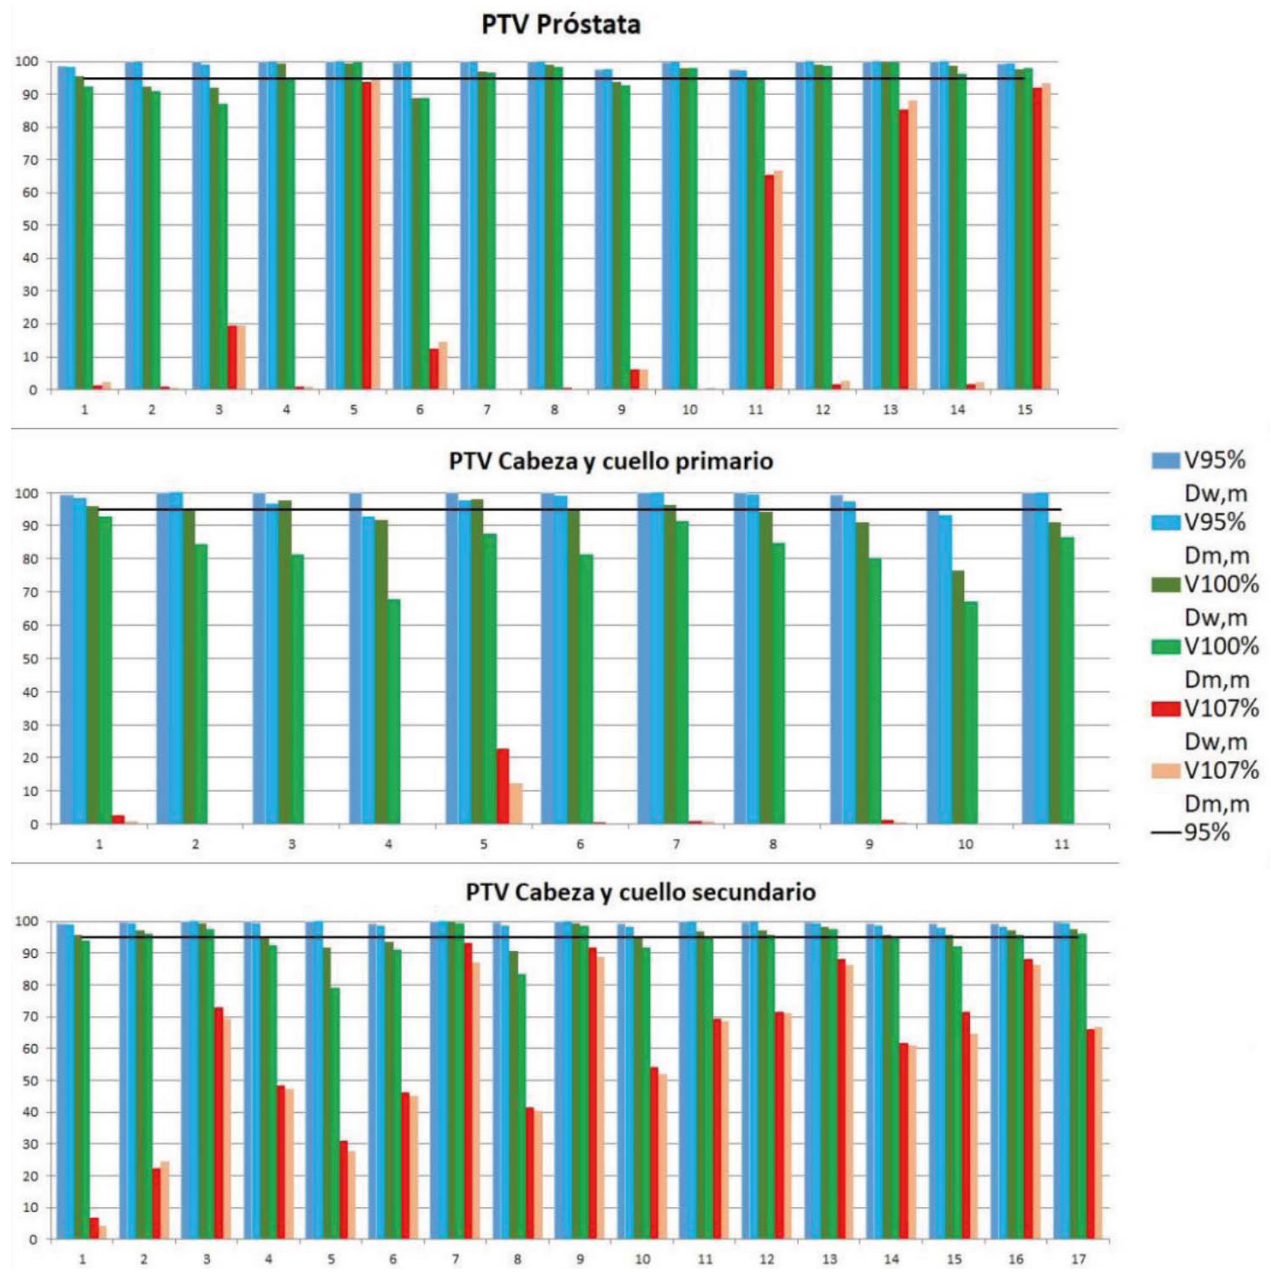 PTV Próstata
100
90
80
70
60
50
40
30
20
10
0
1 2 3 4 5 6 7 8 9 10 11 12 13 14 15
PTV Cabeza y cuello primario
100
90
80
70
60
50
40
30
20
10
0
1 2 3 4 5 6 7 8 9 10 11
V95%
Dw,m
V95%
Dm,m
V100%
Dw,m
V100%
Dm,m
V107%
Dw,m
V107%
Dm,m
95%
PTV Cabeza y cuello secundario
100
90
80
70
60
50
40
30
20
10
0
1 2 3 4 5 6 7 8 9 10 11 12 13 14 15 16 17